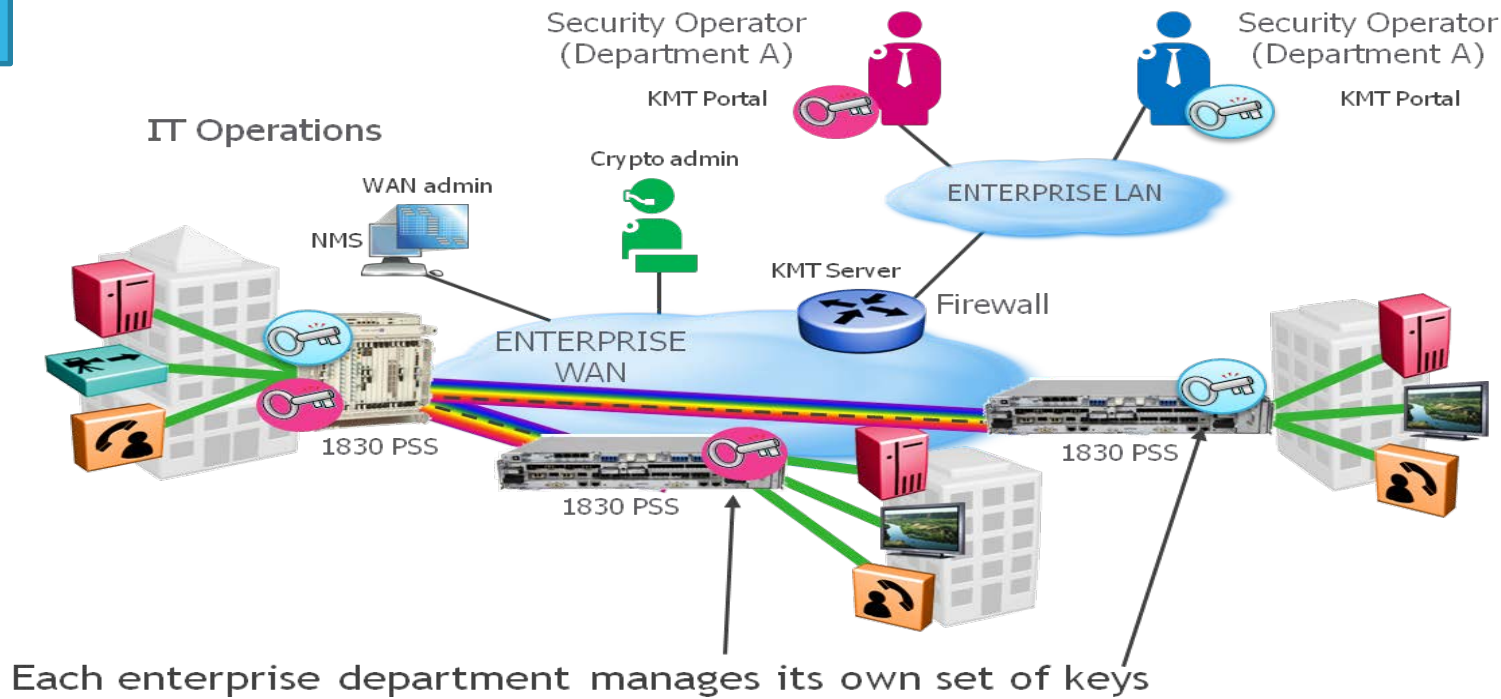 Security Operator
(Department A)
KMT Portal
Security Operator
(Department A)
KMT Portal
IT Operations
Crypto admin
WAN admin
NMS
ENTERPRISE LAN
KMT Server
Firewall
ENTERPRISE
WAN
1830 PSS
1830 PSS
1830 PSS
Each enterprise department manages its own set of keys